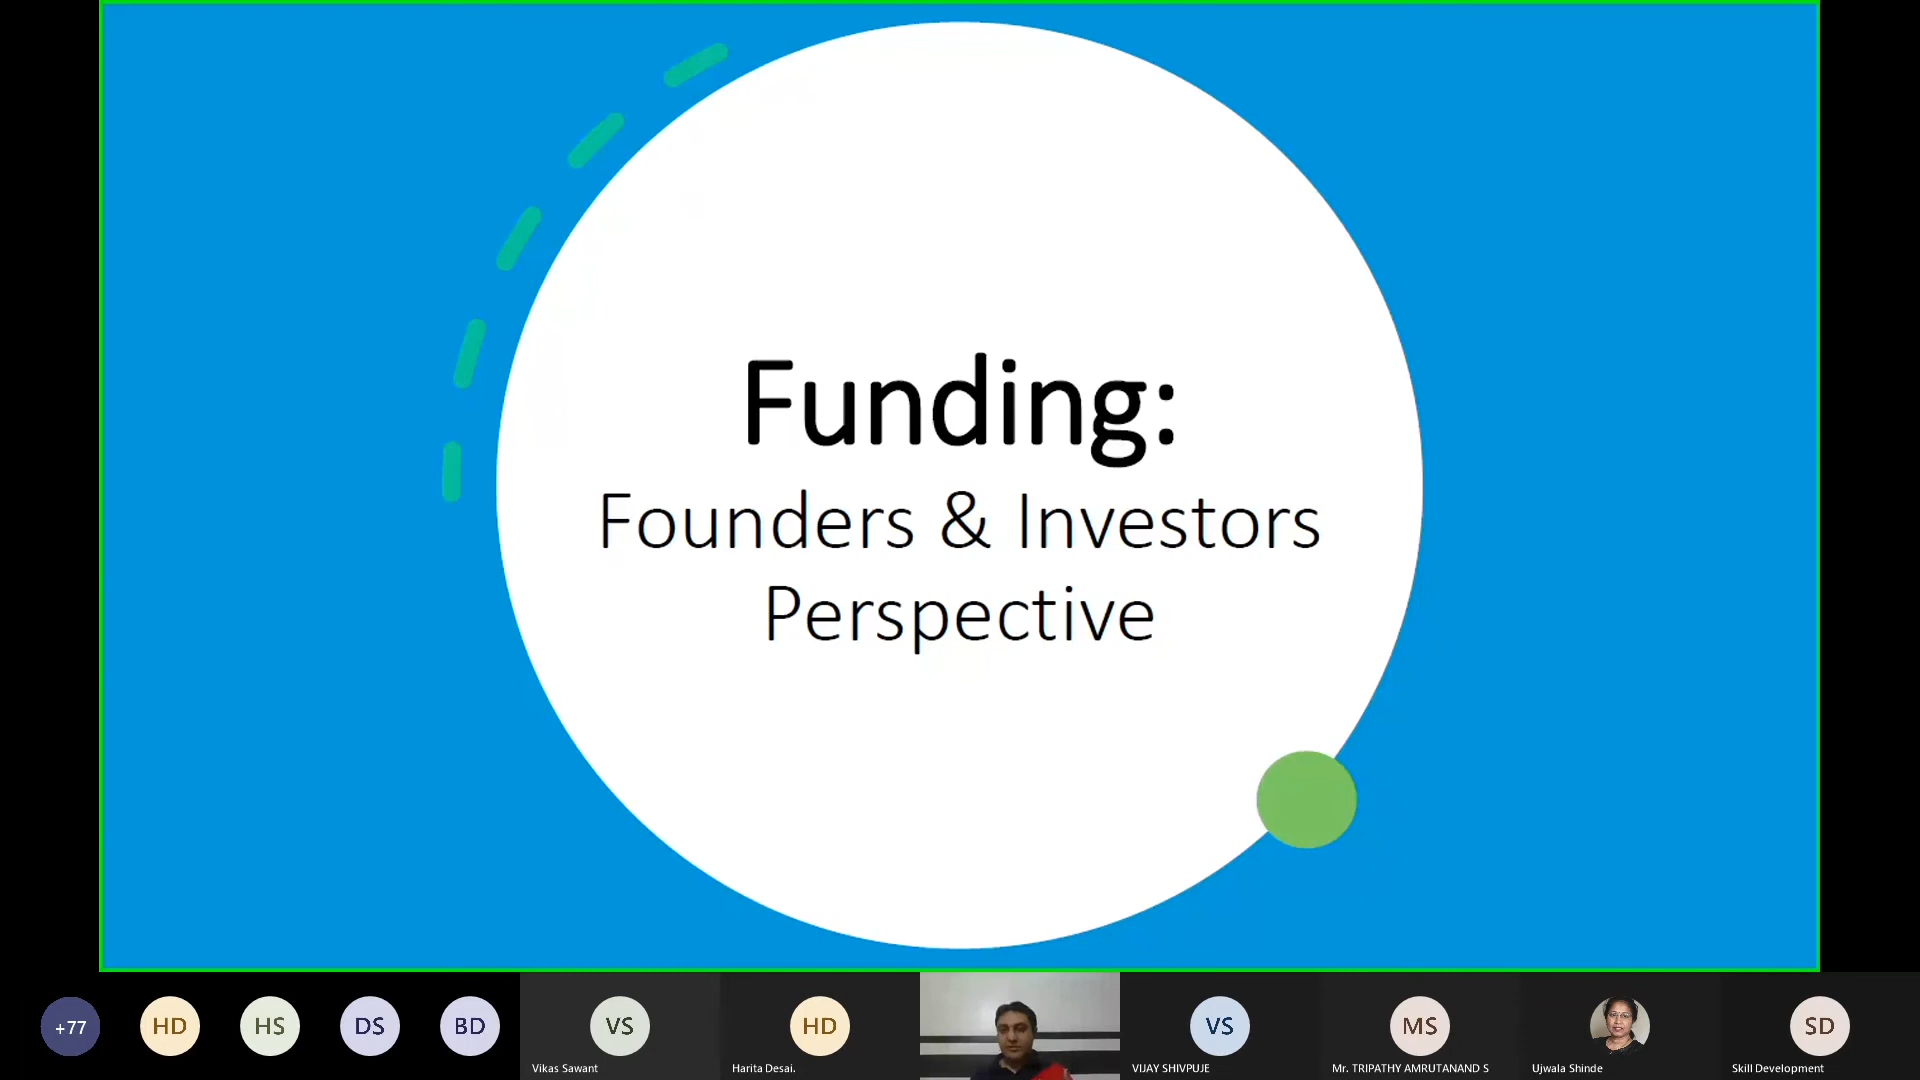 Funding:
Founders & Investors
Perspective
+77
HD
HS
DS
BD
VS
Vikas Sawant
HD
Harita Desai.
VS
VIJAY SHIVPUJE
MS
Mr. TRIPATHY AMRUTANAND S
Ujwala Shinde
SD
Skill Development